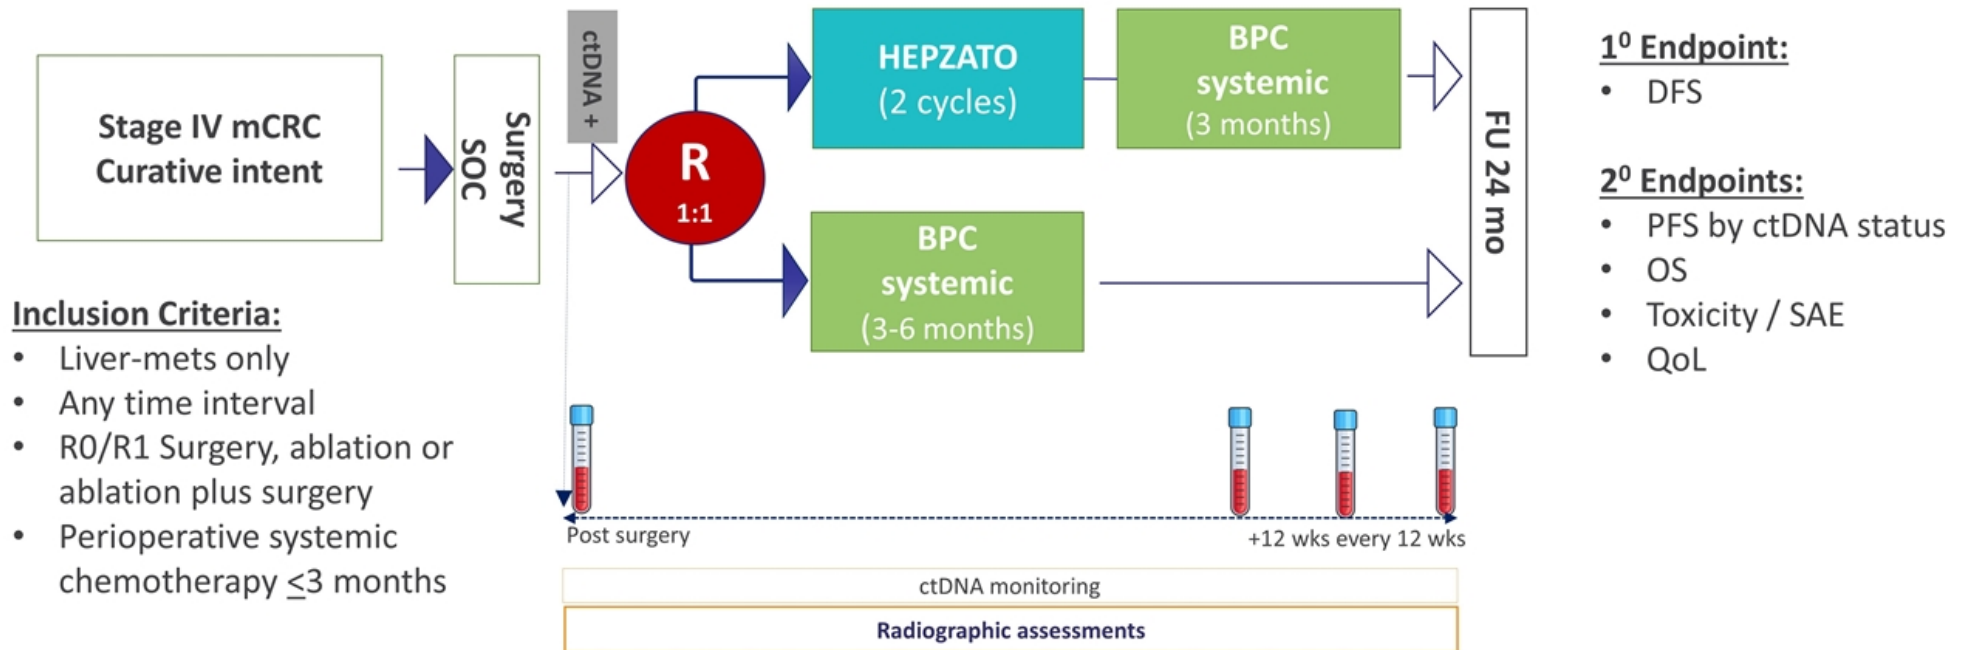 Stage IV mCRC
Curative intent
Surgery
SOC
ctDNA +
R
1:1
HEPZATO
(2 cycles)
BPC
systemic
(3 months)
BPC
systemic
(3-6 months)
FU 24 mo
1⁰ Endpoint:
• DFS
2⁰ Endpoints:
• PFS by ctDNA status
• OS
• Toxicity / SAE
• QoL
Inclusion Criteria:
• Liver-mets only
• Any time interval
• R0/R1 Surgery, ablation or
ablation plus surgery
• Perioperative systemic
chemotherapy ≤3 months
Post surgery
+12 wks every 12 wks
ctDNA monitoring
Radiographic assessments